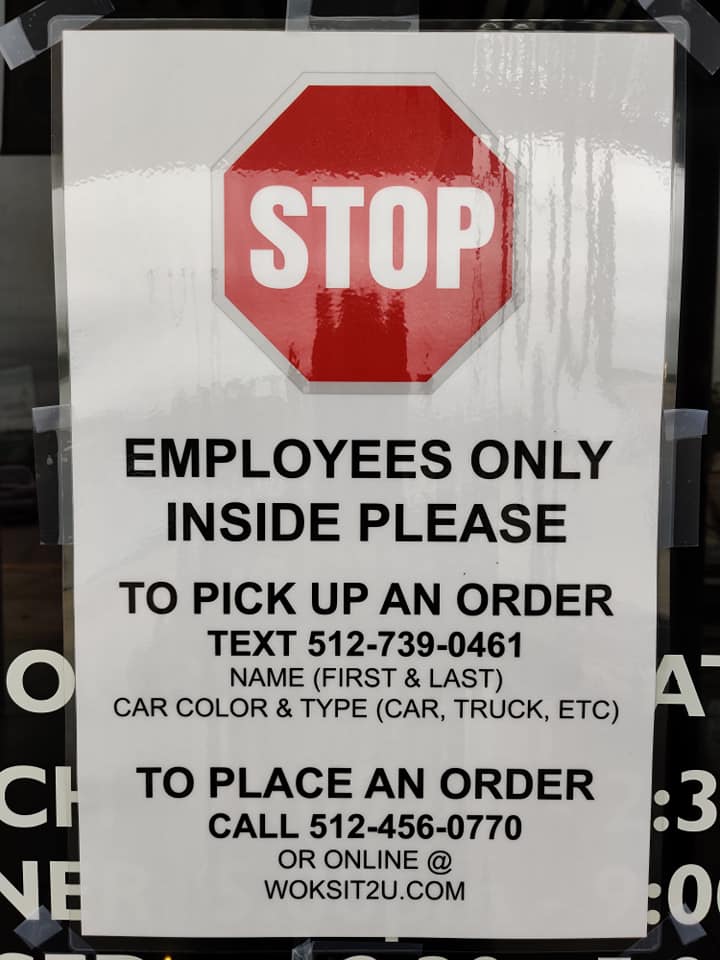 STOP
EMPLOYEES ONLY
INSIDE PLEASE
TO PICK UP AN ORDER
TEXT 512-739-0461
NAME (FIRST & LAST)
CAR COLOR & TYPE (CAR, TRUCK, ETC)
TO PLACE AN ORDER
CALL 512-456-0770
OR ONLINE @
WOKSIT2U.COM